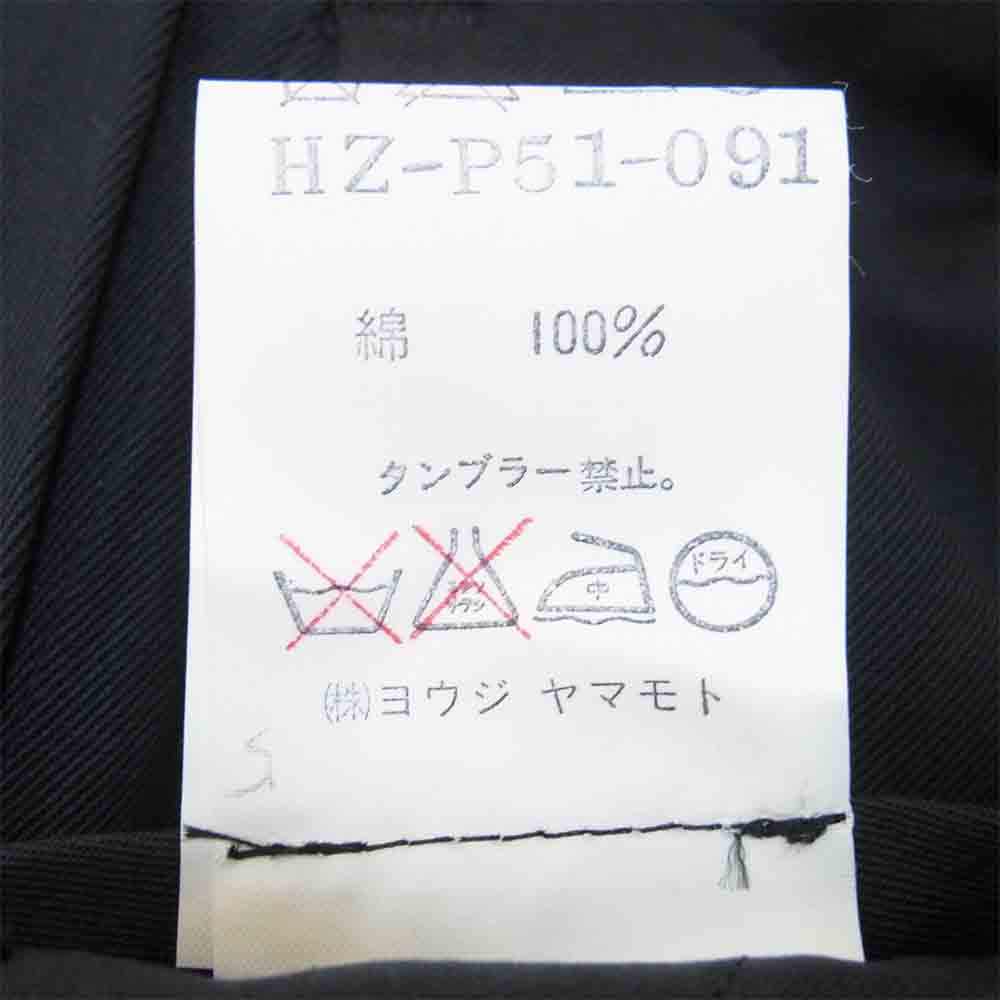 HZ-P51-091
綿 100%
タンブラー禁止。
中 ドライ
(株)ヨウジ ヤマモト